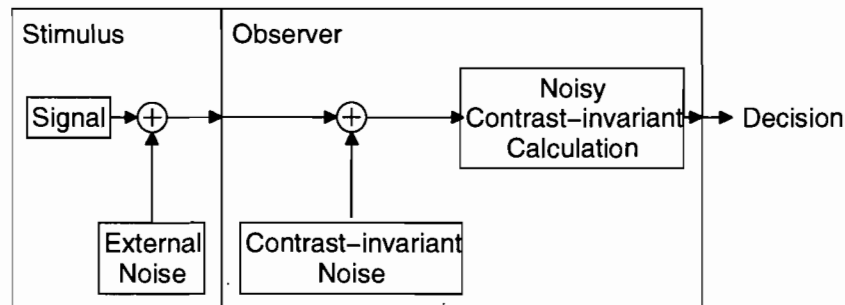 Stimulus
Observer
Signal
+
+
Noisy
Contrast−invariant
Calculation
Decision
External
Noise
Contrast−invariant
Noise